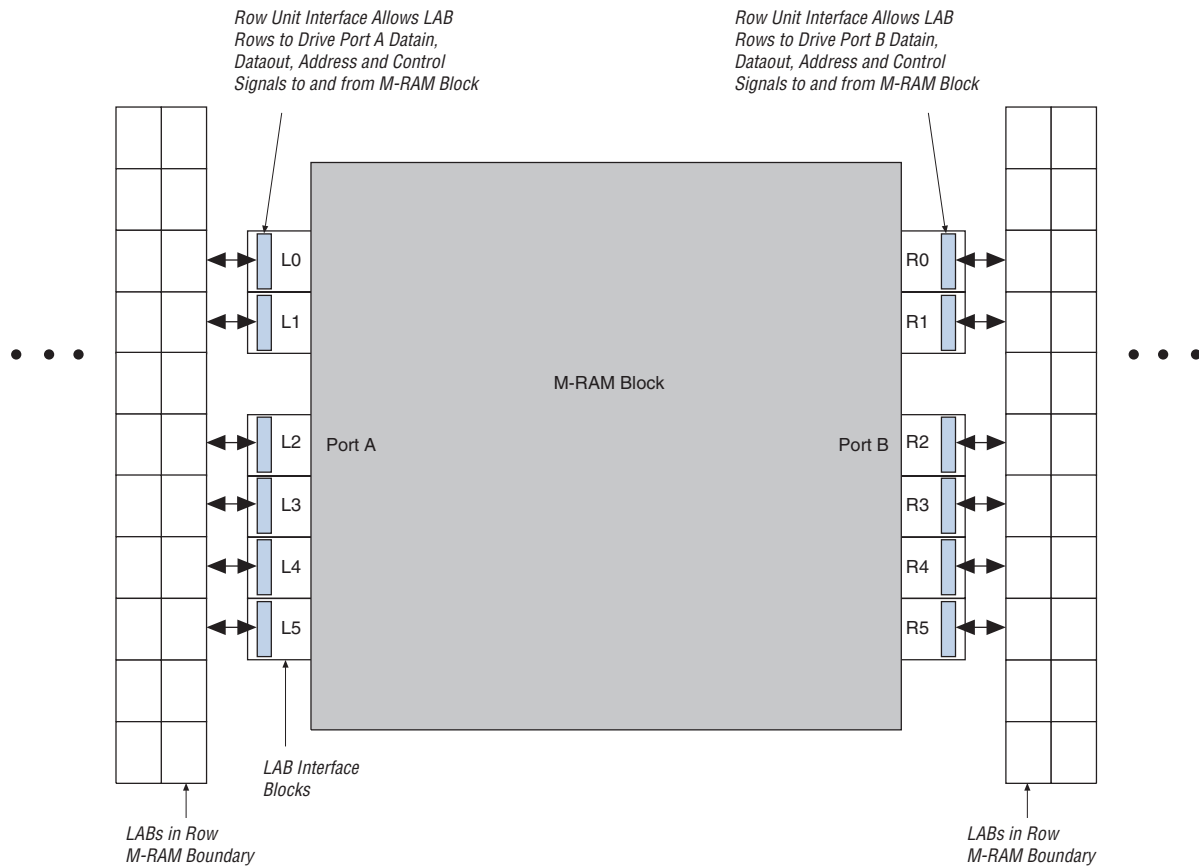 Row Unit Interface Allows LAB
Rows to Drive Port A Datain,
Dataout, Address and Control
Signals to and from M-RAM Block
Row Unit Interface Allows LAB
Rows to Drive Port B Datain,
Dataout, Address and Control
Signals to and from M-RAM Block
L0
R0
L1
R1
M-RAM Block
L2
Port A
Port B
R2
L3
R3
L4
R4
L5
R5
LAB Interface
Blocks
LABs in Row
M-RAM Boundary
LABs in Row
M-RAM Boundary